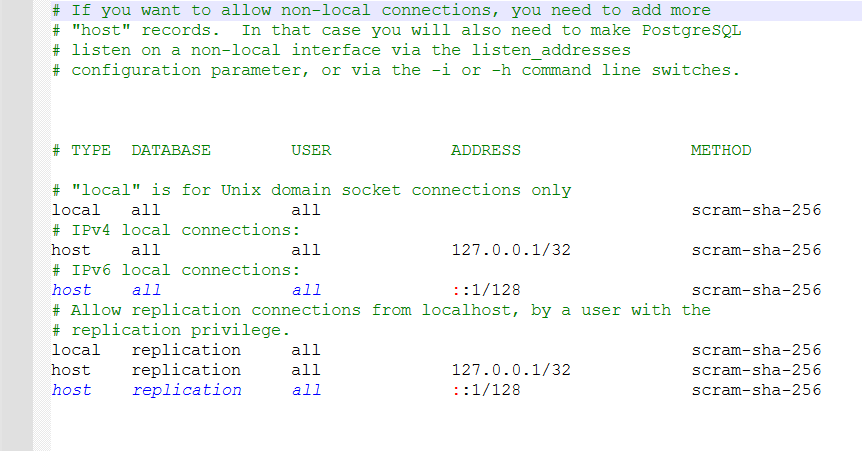 # If you want to allow non-local connections, you need to add more
# "host" records.  In that case you will also need to make PostgreSQL
# listen on a non-local interface via the listen_addresses
# configuration parameter, or via the -i or -h command line switches.
# TYPE  DATABASE        USER            ADDRESS                 METHOD
# "local" is for Unix domain socket connections only
local   all             all                                     scram-sha-256
# IPv4 local connections:
host    all             all             127.0.0.1/32            scram-sha-256
# IPv6 local connections:
host    all             all             ::1/128                 scram-sha-256
# Allow replication connections from localhost, by a user with the
# replication privilege.
local   replication     all                                     scram-sha-256
host    replication     all             127.0.0.1/32            scram-sha-256
host    replication     all             ::1/128                 scram-sha-256